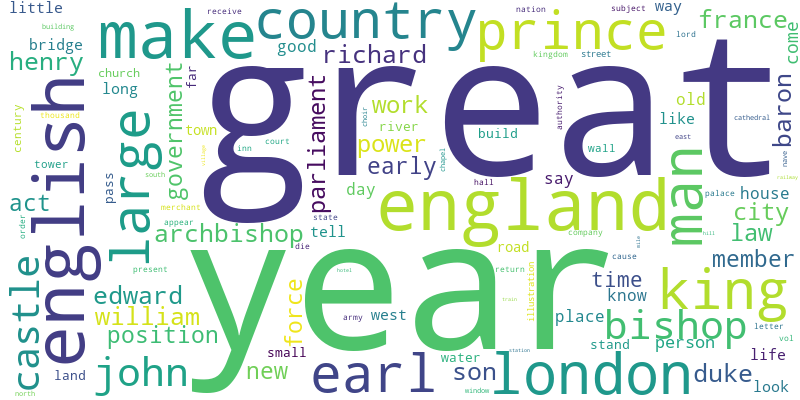 little
country
prince
way
france
make
nation
subject
receive
building
bridge
good
richard
kingdom
street
lord
come
henry
church
far
great
long
government
parliament
work
old
like
baron
century
thousand
english
large
town
choir
river
authority
build
cathedral
power
wall
east
tower
inn
court
early
chapel
nave
pass
south
village
day
hall
say
man
railway
act
merchant
england
palace
house
order
appear
state
city
archbishop
tell
road
company
law
die
hill
castle
present
year
hotel
return
cause
mile
member
edward
force
time
king
know
illustration
william
train
letter
vol
position
army
west
place
bishop
person
stand
small
station
life
land
john
new
earl
water
son
london
duke
look
north
window